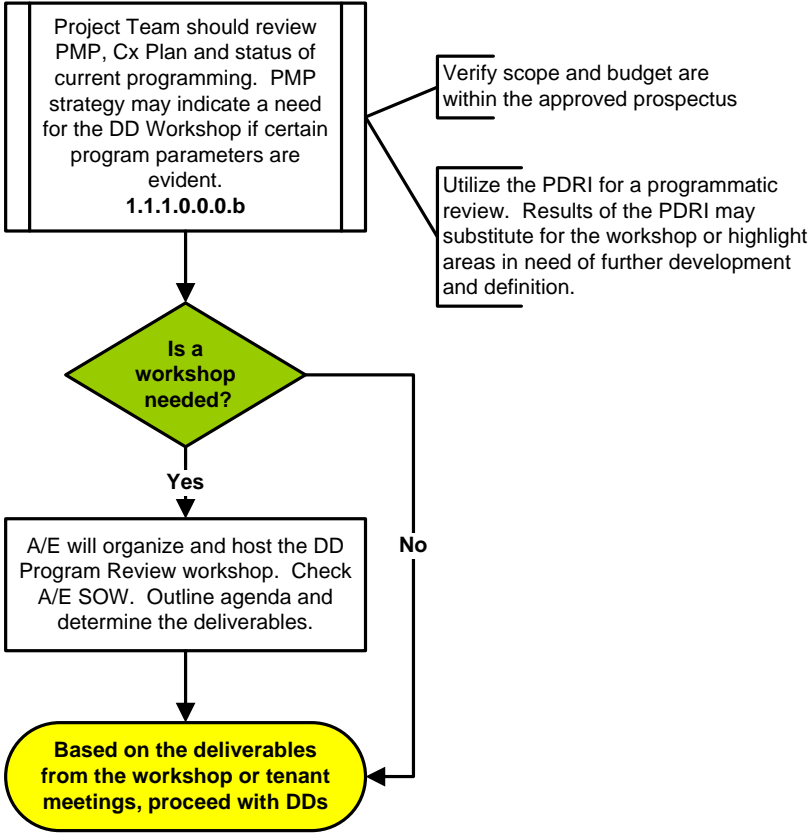 Project Team should review
PMP, Cx Plan and status of
current programming.  PMP
strategy may indicate a need
for the DD Workshop if certain
program parameters are
evident.
1.1.1.0.0.0.b
Verify scope and budget are
within the approved prospectus
Utilize the PDRI for a programmatic
review.  Results of the PDRI may
substitute for the workshop or highlight
areas in need of further development
and definition.
Is a
workshop
needed?
Yes
No
A/E will organize and host the DD
Program Review workshop.  Check
A/E SOW.  Outline agenda and
determine the deliverables.
Based on the deliverables
from the workshop or tenant
meetings, proceed with DDs